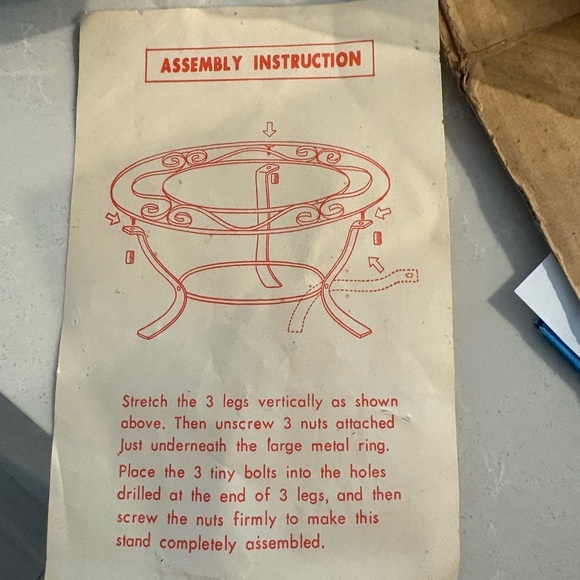 ASSEMBLY INSTRUCTION
Stretch the 3 legs vertically as shown
above. Then unscrew 3 nuts attached
Just underneath the large metal ring.
Place the 3 tiny bolts into the holes
drilled at the end of 3 legs, and then
screw the nuts firmly to make this
stand completely assembled.